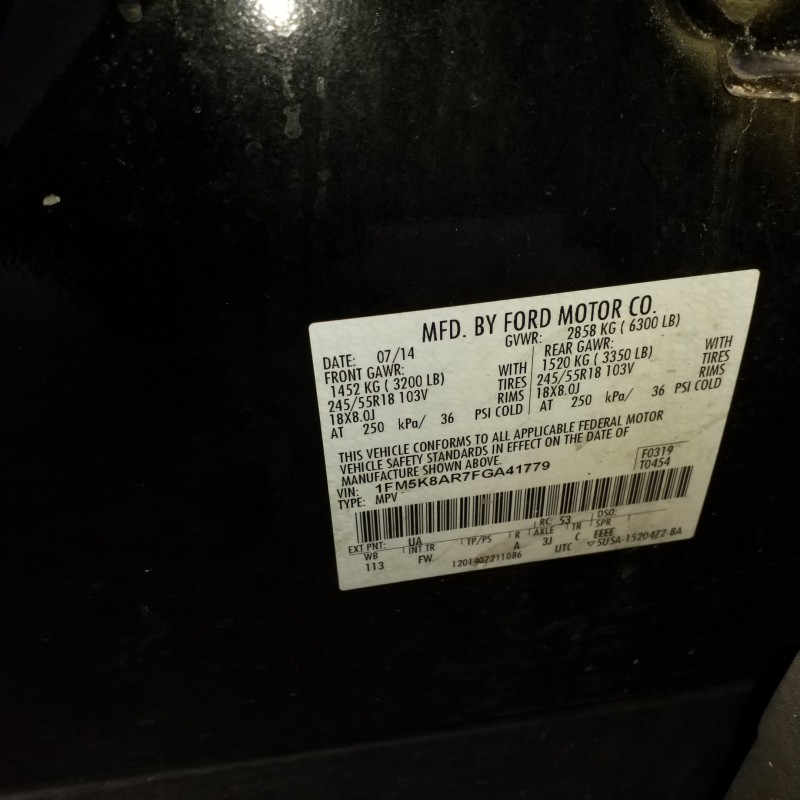 MFD. BY FORD MOTOR CO.
DATE: 07/14 GVWR: 2858 KG ( 6300 LB)
FRONT GAWR: REAR GAWR:
1452 KG ( 3200 LB) WITH 1520 KG ( 3350 LB) WITH
245/55R18 103V TIRES 245/55R18 103V TIRES
18X8.0J RIMS 18X8.0J RIMS
AT 250 kPa/ 36 PSI COLD AT 250 kPa/ 36 PSI COLD
THIS VEHICLE CONFORMS TO ALL APPLICABLE FEDERAL MOTOR
VEHICLE SAFETY STANDARDS IN EFFECT ON THE DATE OF
MANUFACTURE SHOWN ABOVE.
VIN: 1FM5K8AR7FGA41779 F0319
TYPE: MPV T0454
EXT PNT: UA RC: 53 DSO:
WB INT TR TP/PS R AXLE TR SPR
113 FW A 3J C EEEE
1201407211086 UTC 5U5A-1520472-BA